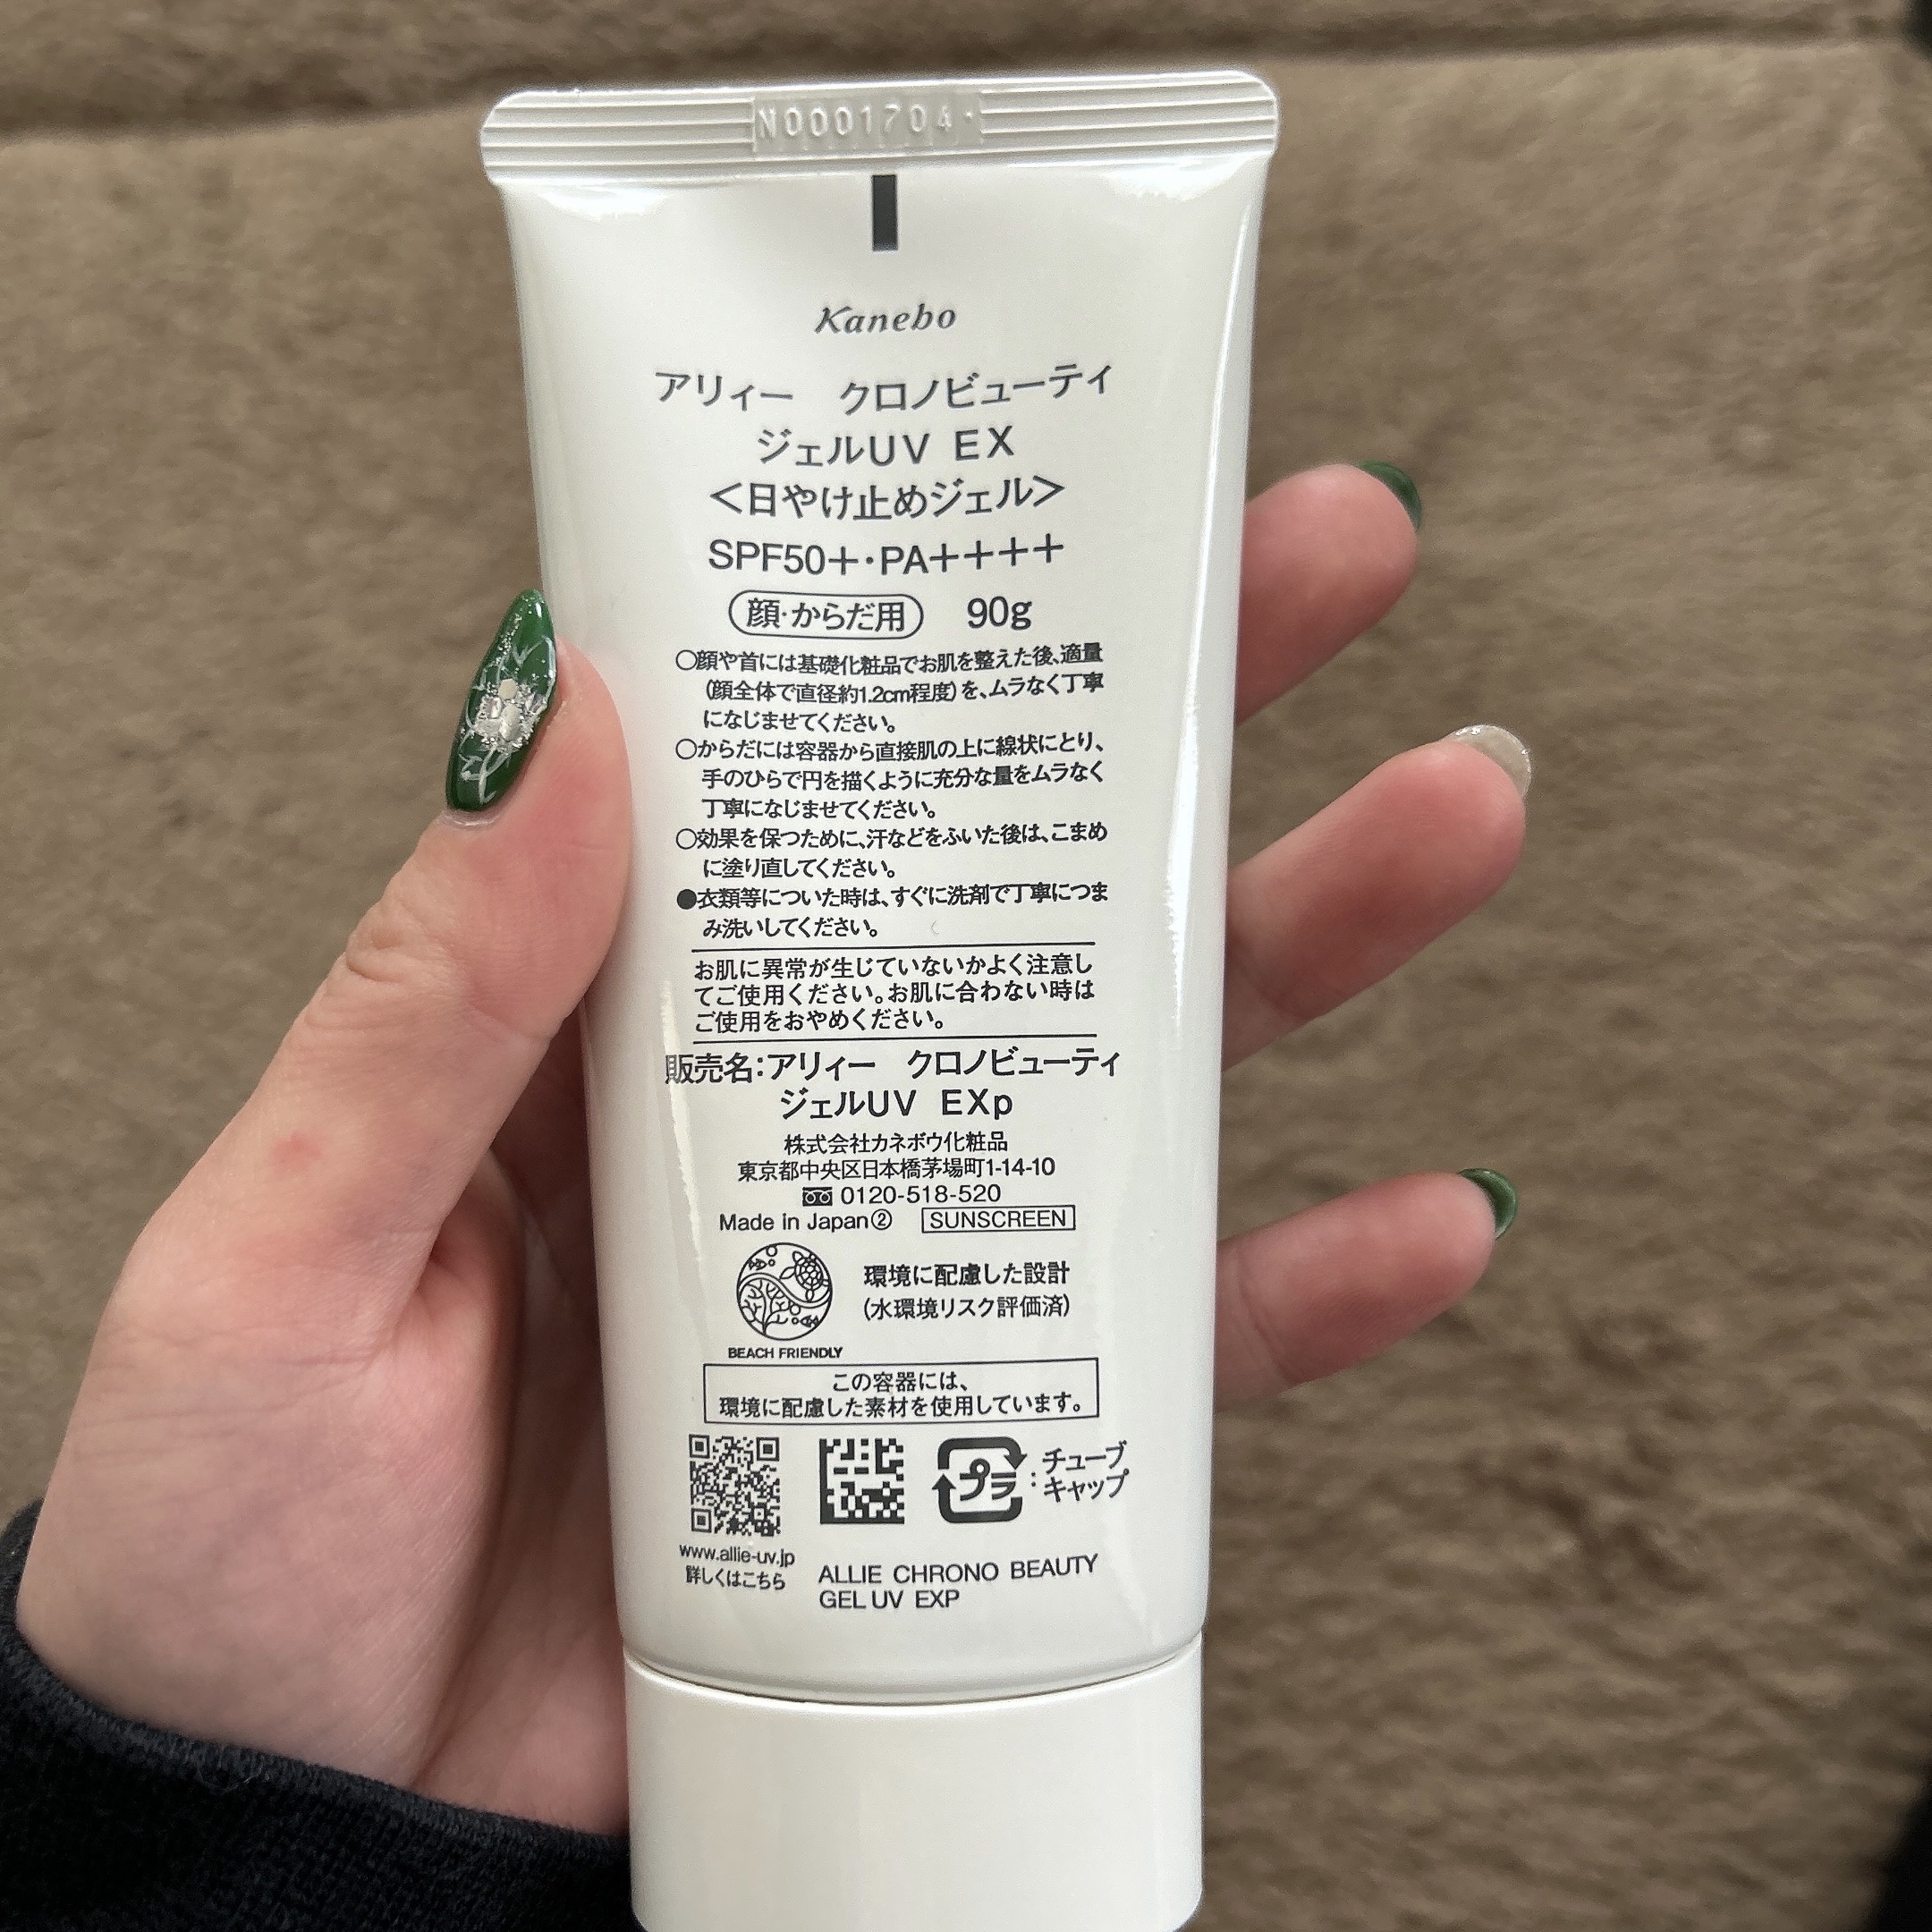 N0001704
Kanebo
アリィー　クロノビューティ
ジェルUV EX
＜日やけ止めジェル＞
SPF50+・PA++++
顔・からだ用　90g
○顔や首には基礎化粧品でお肌を整えた後、適量
（顔全体で直径約1.2cm程度）を、ムラなく丁寧
になじませてください。
○からだには容器から直接肌の上に線状にとり、
手のひらで円を描くように充分な量をムラなく
丁寧になじませてください。
○効果を保つために、汗などをふいた後は、こまめ
に塗り直してください。
●衣類等についた時は、すぐに洗剤で丁寧につま
み洗いしてください。
お肌に異常が生じていないかよく注意し
てご使用ください。お肌に合わない時は
ご使用をおやめください。
販売名：アリィー　クロノビューティ
ジェルUV EXp
株式会社カネボウ化粧品
東京都中央区日本橋茅場町1-14-10
0120-518-520
Made in Japan② SUNSCREEN
環境に配慮した設計
（水環境リスク評価済）
BEACH FRIENDLY
この容器には、
環境に配慮した素材を使用しています。
プラ：チューブ
キャップ
www.allie-uv.jp
詳しくはこちら
ALLIE CHRONO BEAUTY
GEL UV EXP